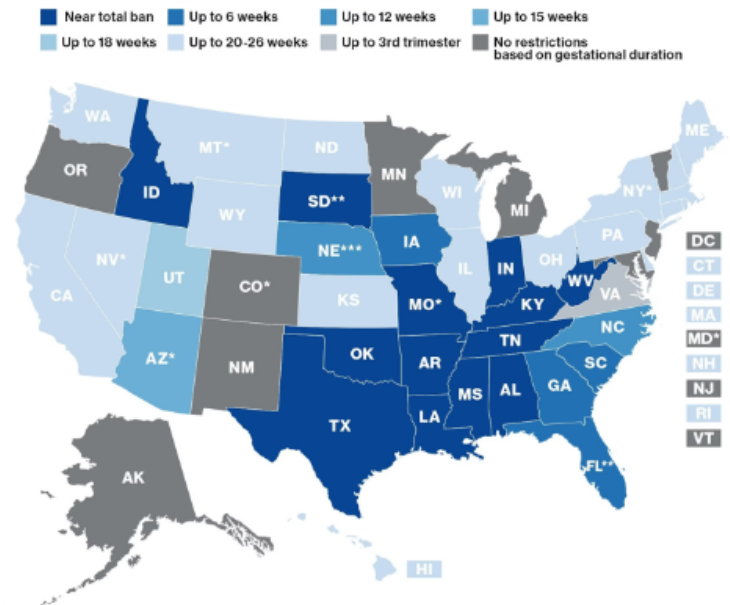 Near total ban
Up to 6 weeks
Up to 12 weeks
Up to 15 weeks
Up to 18 weeks
Up to 20-26 weeks
Up to 3rd trimester
No restrictions
based on gestational duration
WA
MT*
ND
MN
ME
OR
ID
SD**
WI
NY*
WY
MI
NE***
IA
PA
NV*
UT
CO*
IL
IN
OH
WV
VA
CA
KS
MO*
KY
AZ*
NM
OK
AR
TN
NC
SC
MS
AL
GA
TX
LA
FL**
AK
HI
DC
CT
DE
MA
MD*
NH
NJ
RI
VT